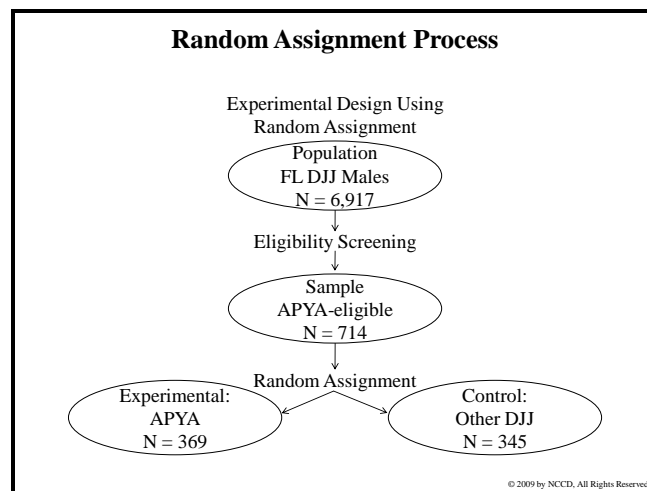 Random Assignment Process
Experimental Design Using
Random Assignment
Population
FL DJJ Males
N = 6,917
Eligibility Screening
Sample
APYA-eligible
N = 714
Random Assignment
Experimental:
APYA
N = 369
Control:
Other DJJ
N = 345
© 2009 by NCCD, All Rights Reserved